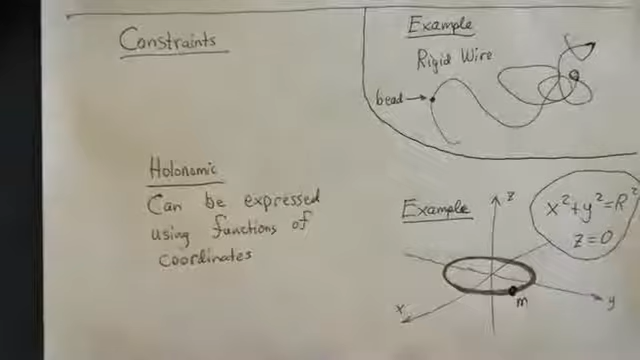 Constraints
Example
Rigid Wire
bead
Holonomic
Can be expressed
using functions of
coordinates
Example
x²+y²=R²
z=0
z
x
y
m